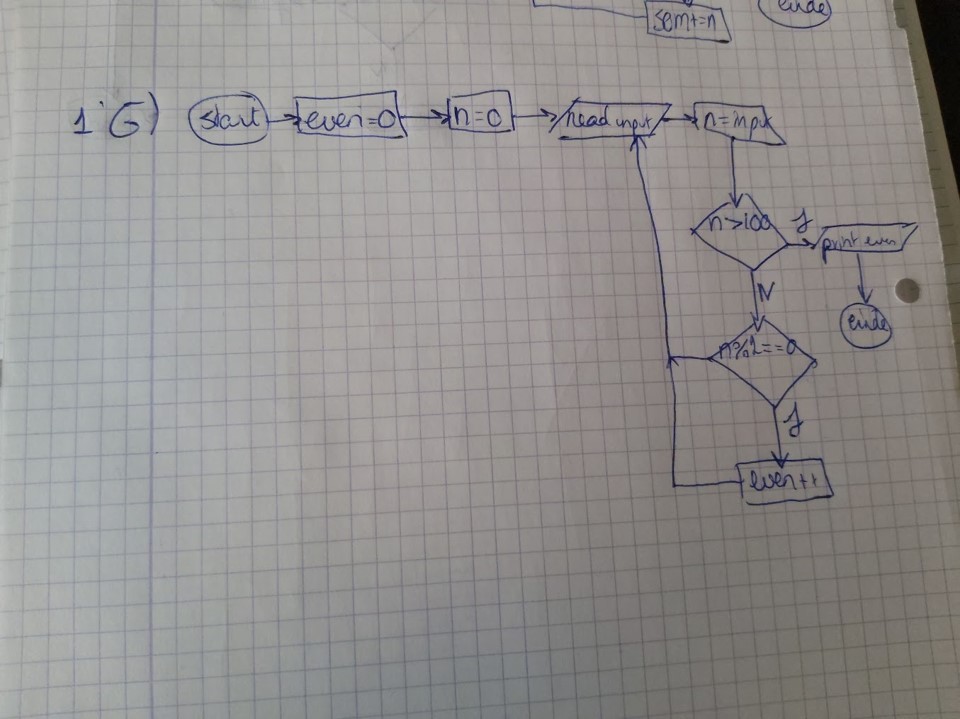 sem+=n
ende
1 G) start even=0 n=0 read input n=input
n>100 J print even
N
ende
n%2==0
J
even++